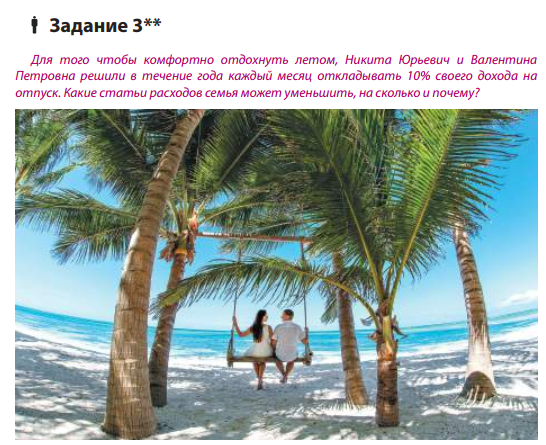 Задание 3**
Для того чтобы комфортно отдохнуть летом, Никита Юрьевич и Валентина
Петровна решили в течение года каждый месяц откладывать 10% своего дохода на
отпуск. Какие статьи расходов семья может уменьшить, на сколько и почему?